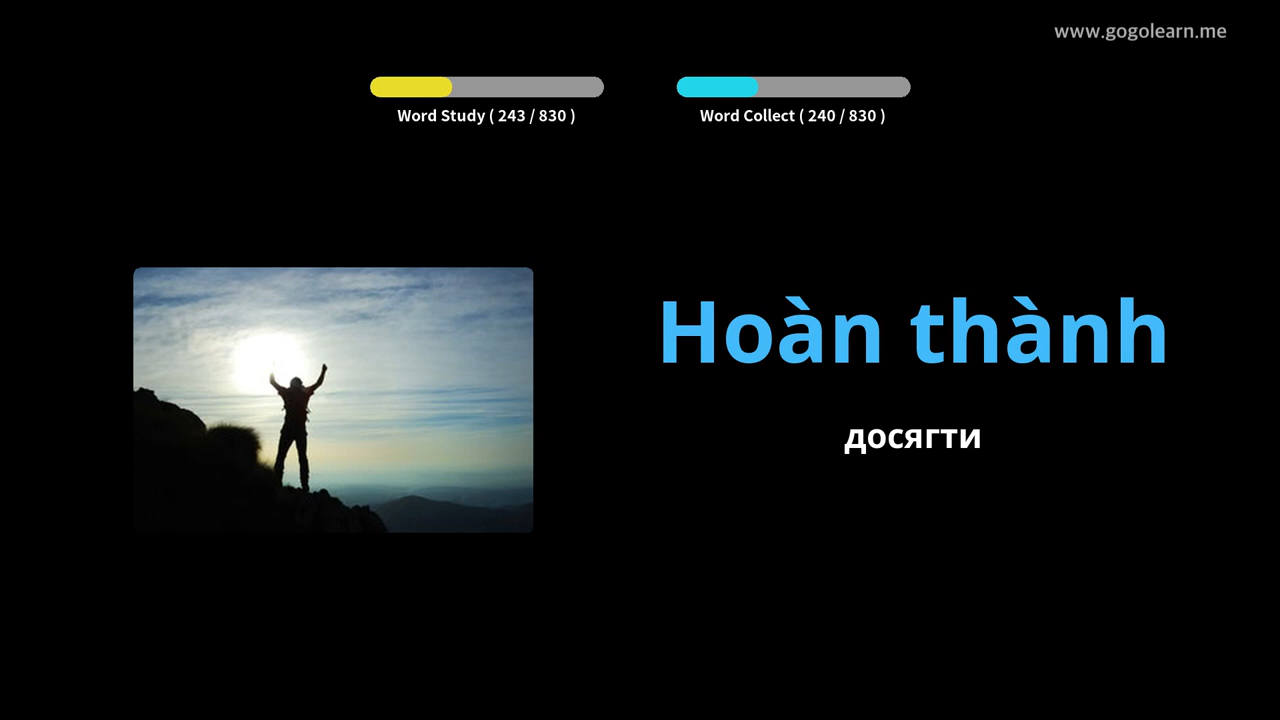 www.gogolearn.me
Word Study ( 243 / 830 )
Word Collect ( 240 / 830 )
Hoàn thành
досягти